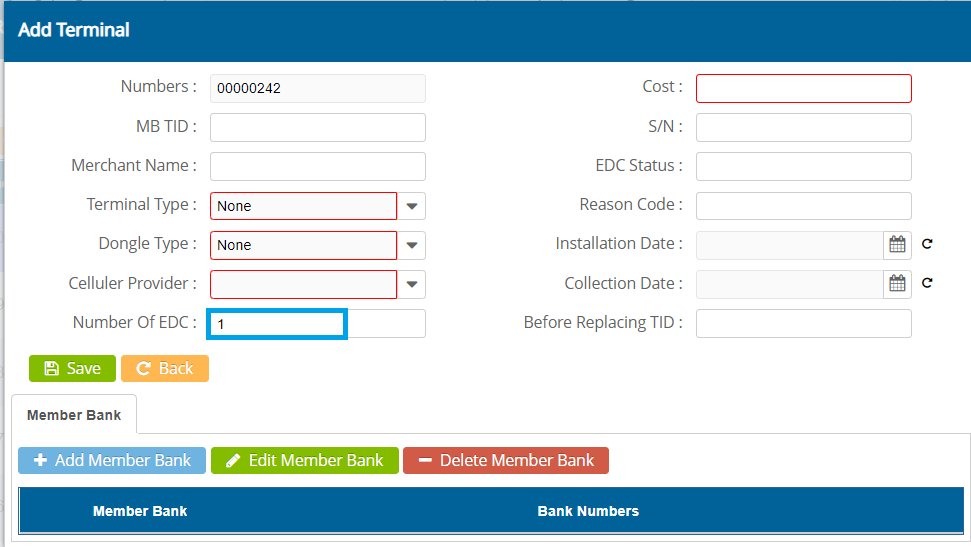 Add Terminal
Numbers : 00000242 Cost :
MB TID : S/N :
Merchant Name : EDC Status :
Terminal Type : None Reason Code :
Dongle Type : None Installation Date :
Celluler Provider : Collection Date :
Number Of EDC : 1 Before Replacing TID :
Save Back
Member Bank
Add Member Bank Edit Member Bank Delete Member Bank
Member Bank Bank Numbers